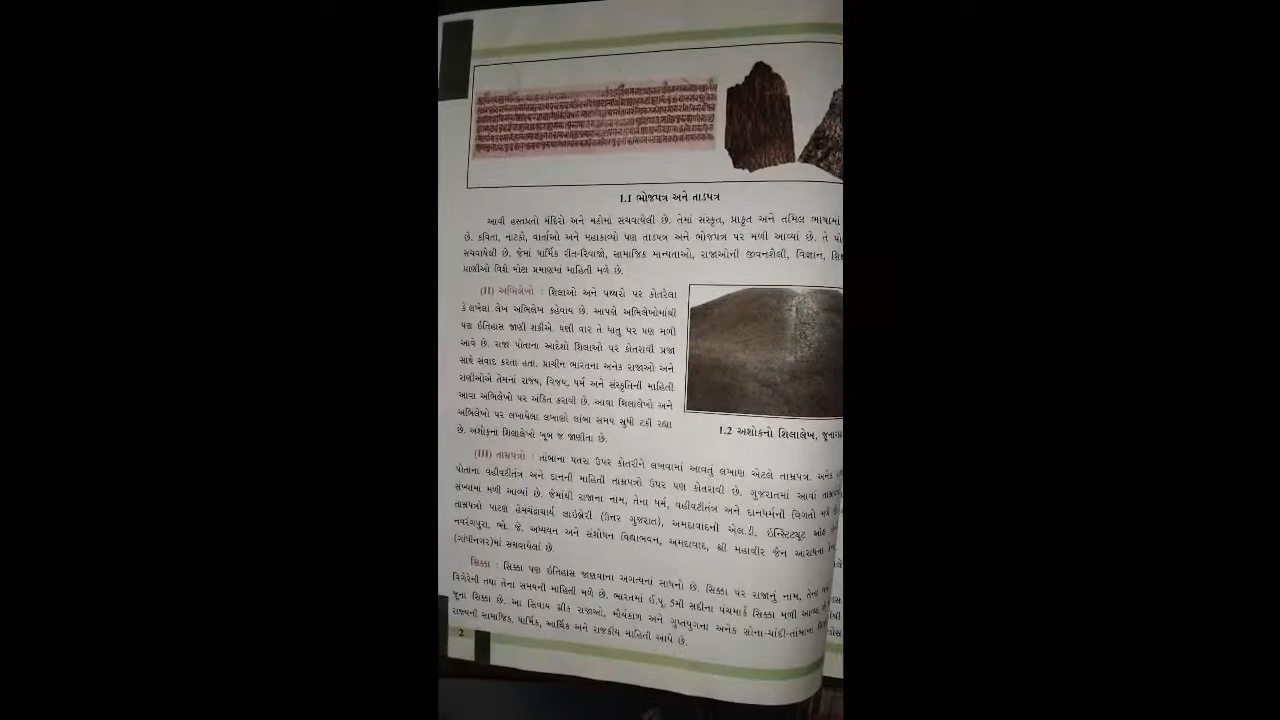 1.1 ભોજપત્ર અને તાડપત્ર
આવી હસ્તપ્રતો મંદિરો અને મઠોમાં સચવાયેલી છે. તેમાં સંસ્કૃત, પ્રાકૃત અને તમિલ ભાષામાં
છે. કવિતા, નાટકો, વાર્તાઓ અને મહાકાવ્યો પણ તાડપત્ર અને ભોજપત્ર પર મળી આવ્યાં છે. તે
સચવાયેલી છે. જેમાં ધાર્મિક રીત-રિવાજો, સામાજિક માન્યતાઓ, રાજાઓની જીવનશૈલી, વિજ્ઞાન,
પ્રાણીઓ વિશે મોટા પ્રમાણમાં માહિતી મળે છે.
(II) અભિલેખો : શિલાઓ અને પથ્થરો પર કોતરેલા
કે લખેલા લેખ અભિલેખ કહેવાય છે. આપણે અભિલેખોમાંથી
પણ ઇતિહાસ જાણી શકીએ. ઘણી વાર તે ધાતુ પર પણ મળી
આવે છે. રાજા પોતાના આદેશો શિલાઓ પર કોતરાવી પ્રજા
સાથે સંવાદ કરતા હતા. પ્રાચીન ભારતના અનેક રાજાઓ અને
રાણીઓએ તેમનાં રાજ્ય, વિજય, ધર્મ અને સંસ્કૃતિની માહિતી
આવા અભિલેખો પર અંકિત કરાવી છે. આવા શિલાલેખો અને
અભિલેખો પર લખાયેલા લખાણો લાંબા સમય સુધી ટકી રહ્યા
છે. અશોકના શિલાલેખો ખૂબ જ જાણીતા છે.
1.2 અશોકનો શિલાલેખ,
(III) તામ્રપત્રો : તાંબાના પતરા ઉપર કોતરીને લખવામાં આવતું લખાણ એટલે તામ્રપત્ર. અનેક
પોતાના વહીવટીતંત્ર અને દાનની માહિતી તામ્રપત્રો ઉપર પણ કોતરાવી છે. ગુજરાતમાં આવાં
સંખ્યામાં મળી આવ્યાં છે. જેમાંથી રાજાના નામ, તેના ધર્મ, વહીવટીતંત્ર અને દાનધર્મની વિગતો મળે
તામ્રપત્રો પાટણ હેમચંદ્રાચાર્ય લાઇબ્રેરી (ઉત્તર ગુજરાત), અમદાવાદની એલ.ડી. ઇન્સ્ટિટ્યૂટ ઑફ
નવરંગપુરા, ભો. જે. અધ્યયન અને સંશોધન વિદ્યાભવન, અમદાવાદ, શ્રી મહાવીર જૈન આરાધના
(ગાંધીનગર)માં સચવાયેલાં છે.
સિક્કા : સિક્કા પણ ઇતિહાસ જાણવાના અગત્યનાં સાધનો છે. સિક્કા પર રાજાનું નામ, તેના
વિગેરેની તથા તેના સમયની માહિતી મળે છે. ભારતમાં ઈ.પૂ. 5મી સદીના પંચમાર્ક સિક્કા મળી
જૂના સિક્કા છે. આ સિવાય ગ્રીક રાજાઓ, મૌર્યકાળ અને ગુપ્તયુગના અનેક સોના-ચાંદી-તાંબાના
રાજ્યની સામાજિક, ધાર્મિક, આર્થિક અને રાજકીય માહિતી આપે છે.
2